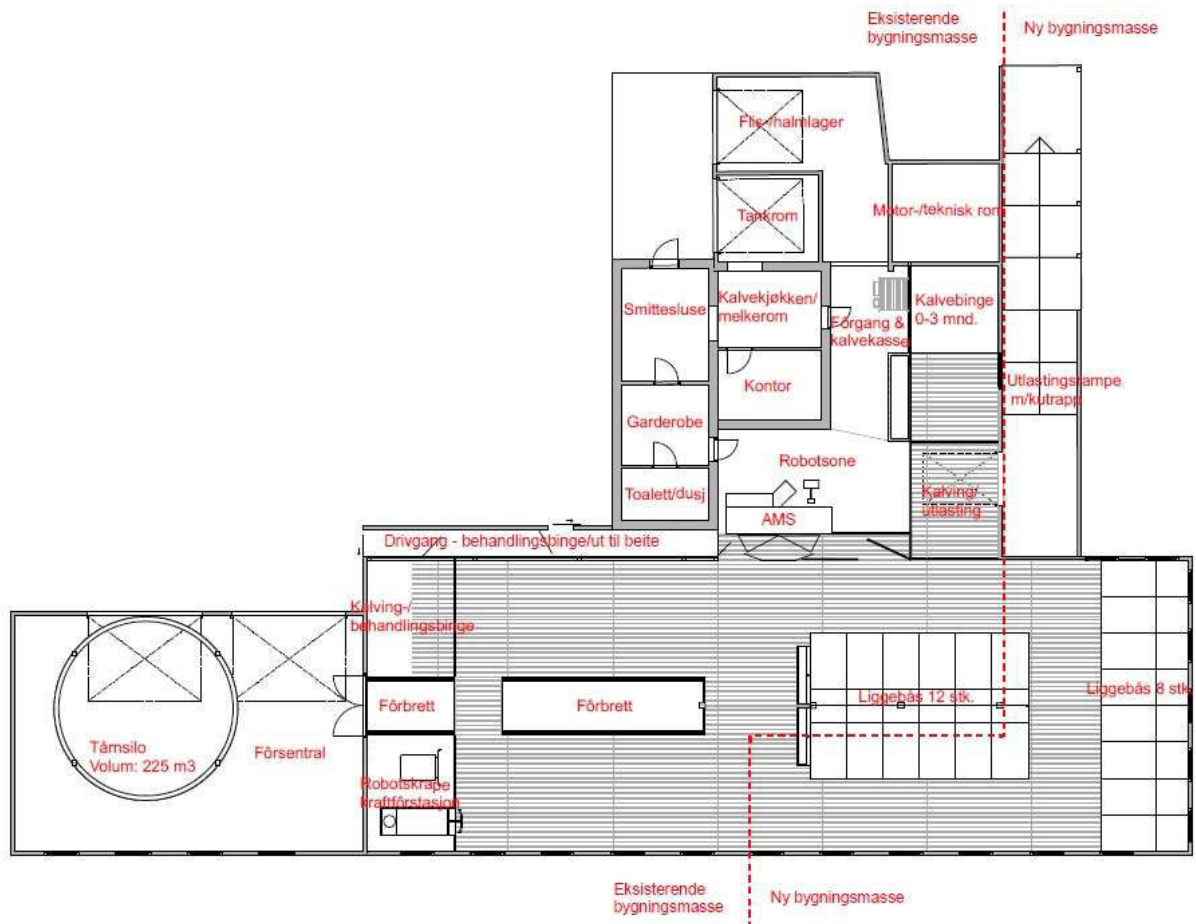 Eksisterende
bygningsmasse
Ny bygningsmasse
Flis-/halmlager
Tankrom
Motor-/teknisk rom
Smittesluse
Kalvekjøkken/
melkerom
Fôrgang &
kalvekasse
Kalvebinge
0-3 mnd.
Kontor
Utlastingsrampe
m/kutrapp
Garderobe
Robotsone
Toalett/dusj
Kalving/
utlasting
AMS
Drivgang - behandlingsbinge/ut til beite
Kalving-/
behandlingsbinge
Fôrbrett
Fôrbrett
Liggebås 12 stk.
Liggebås 8 stk.
Tårnsilo
Volum: 225 m3
Fôrsentral
Robotskrape
kraftfôrstasjon
Eksisterende
bygningsmasse
Ny bygningsmasse